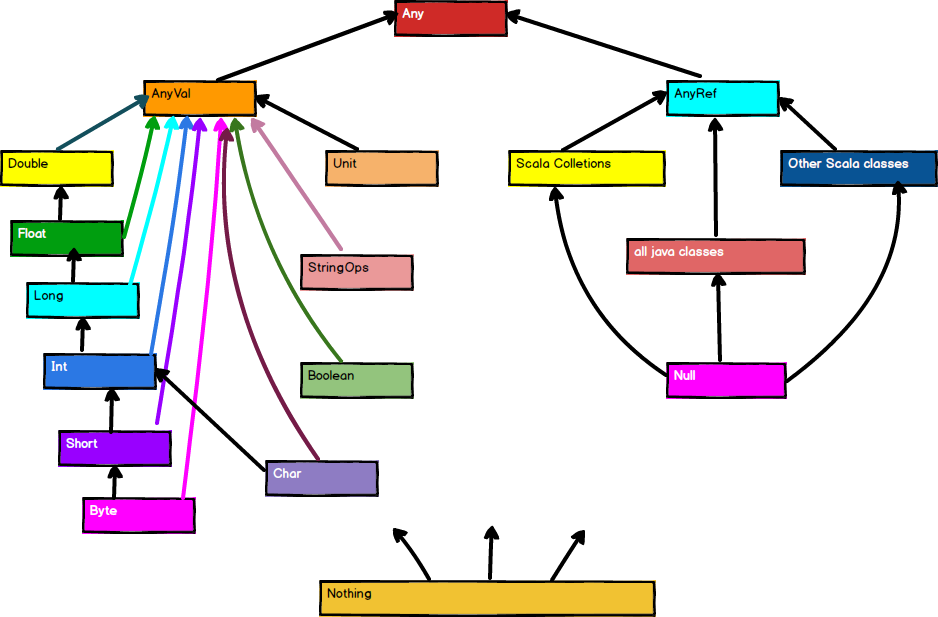 Any
AnyVal
AnyRef
Double
Unit
Scala Colletions
Other Scala classes
Float
all java classes
StringOps
Long
Int
Boolean
Null
Short
Char
Byte
Nothing